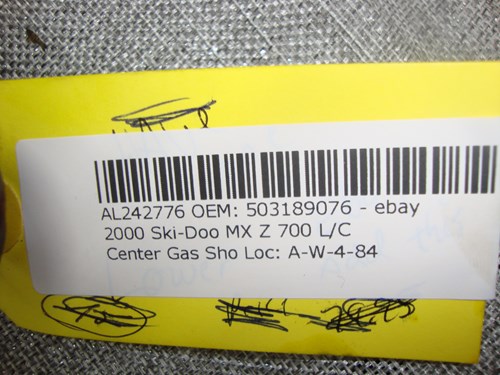 AL242776 OEM: 503189076 - ebay
2000 Ski-Doo MX Z 700 L/C
Center Gas Sho Loc: A-W-4-84